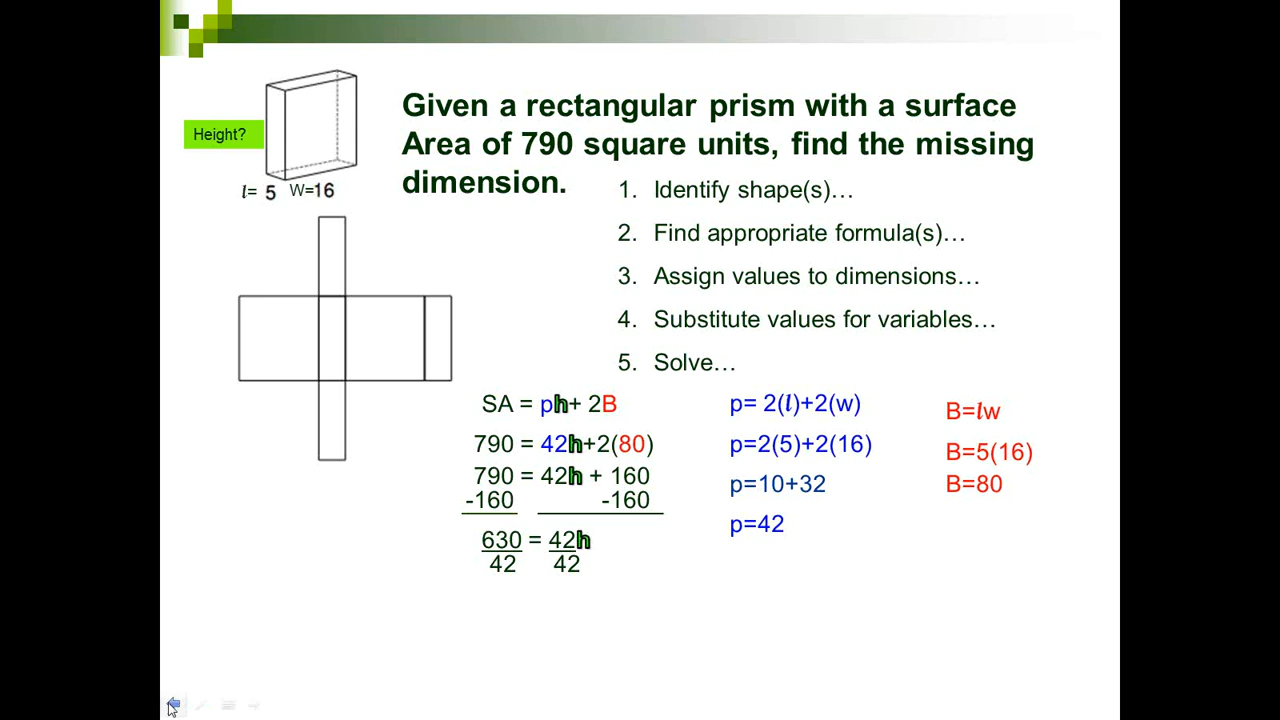 Given a rectangular prism with a surface
Area of 790 square units, find the missing
dimension.
Height?
l= 5 W=16
1. Identify shape(s)…
2. Find appropriate formula(s)…
3. Assign values to dimensions…
4. Substitute values for variables…
5. Solve…
SA = ph+ 2B
790 = 42h+2(80)
790 = 42h + 160
-160 -160
630 = 42h
42 42
p= 2(l)+2(w)
p=2(5)+2(16)
p=10+32
p=42
B=lw
B=5(16)
B=80